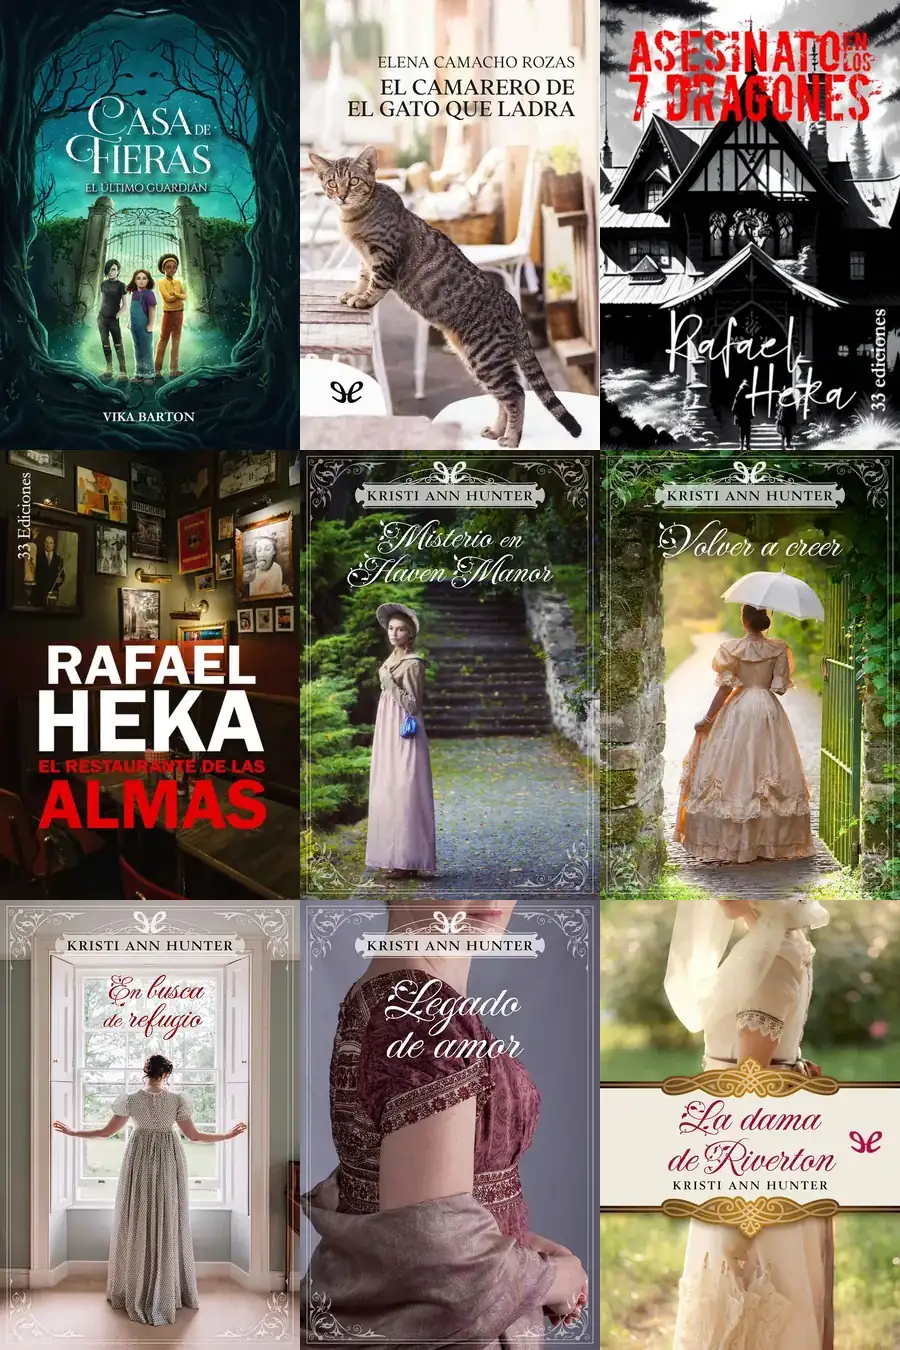 CASA DE
FIERAS
EL ÚLTIMO GUARDIÁN
VIKA BARTON
ELENA CAMACHO ROZAS
EL CAMARERO DE
EL GATO QUE LADRA
ASESINATO EN LOS
7 DRAGONES
Rafael
Heka
33 ediciones
33 Ediciones
RAFAEL
HEKA
EL RESTAURANTE DE LAS
ALMAS
KRISTI ANN HUNTER
Misterio en
Haven Manor
KRISTI ANN HUNTER
Volver a creer
KRISTI ANN HUNTER
En busca
de refugio
KRISTI ANN HUNTER
Legado
de amor
La dama
de Riverton
KRISTI ANN HUNTER